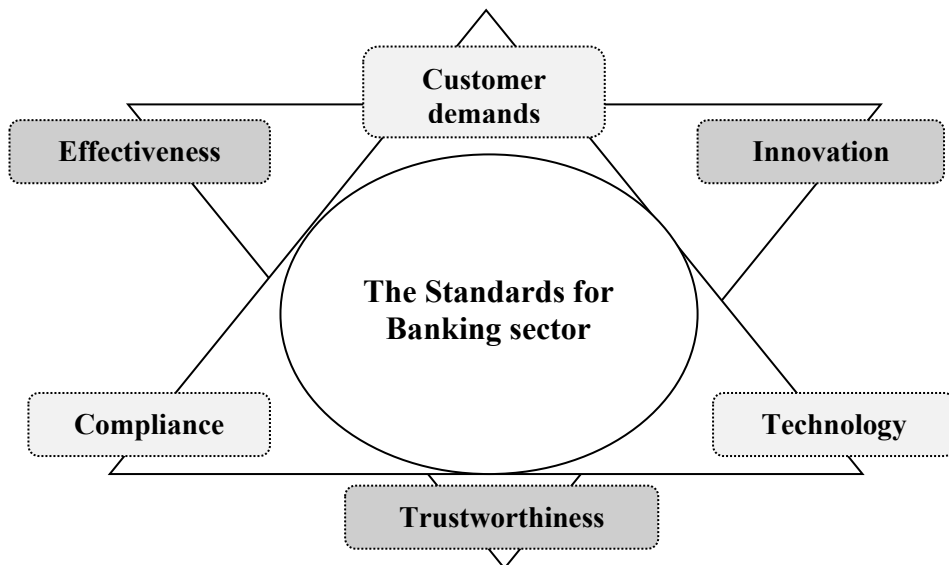 Customer
demands
Effectiveness
Innovation
The Standards for
Banking sector
Compliance
Technology
Trustworthiness